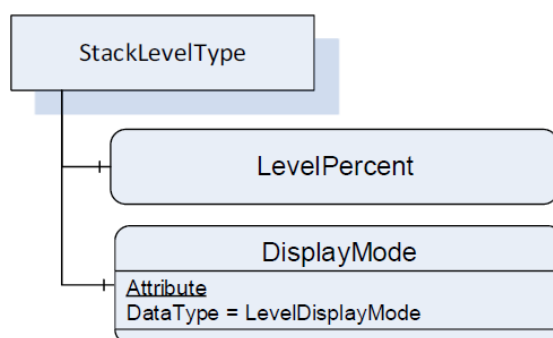 StackLevelType
LevelPercent
DisplayMode
Attribute
DataType = LevelDisplayMode